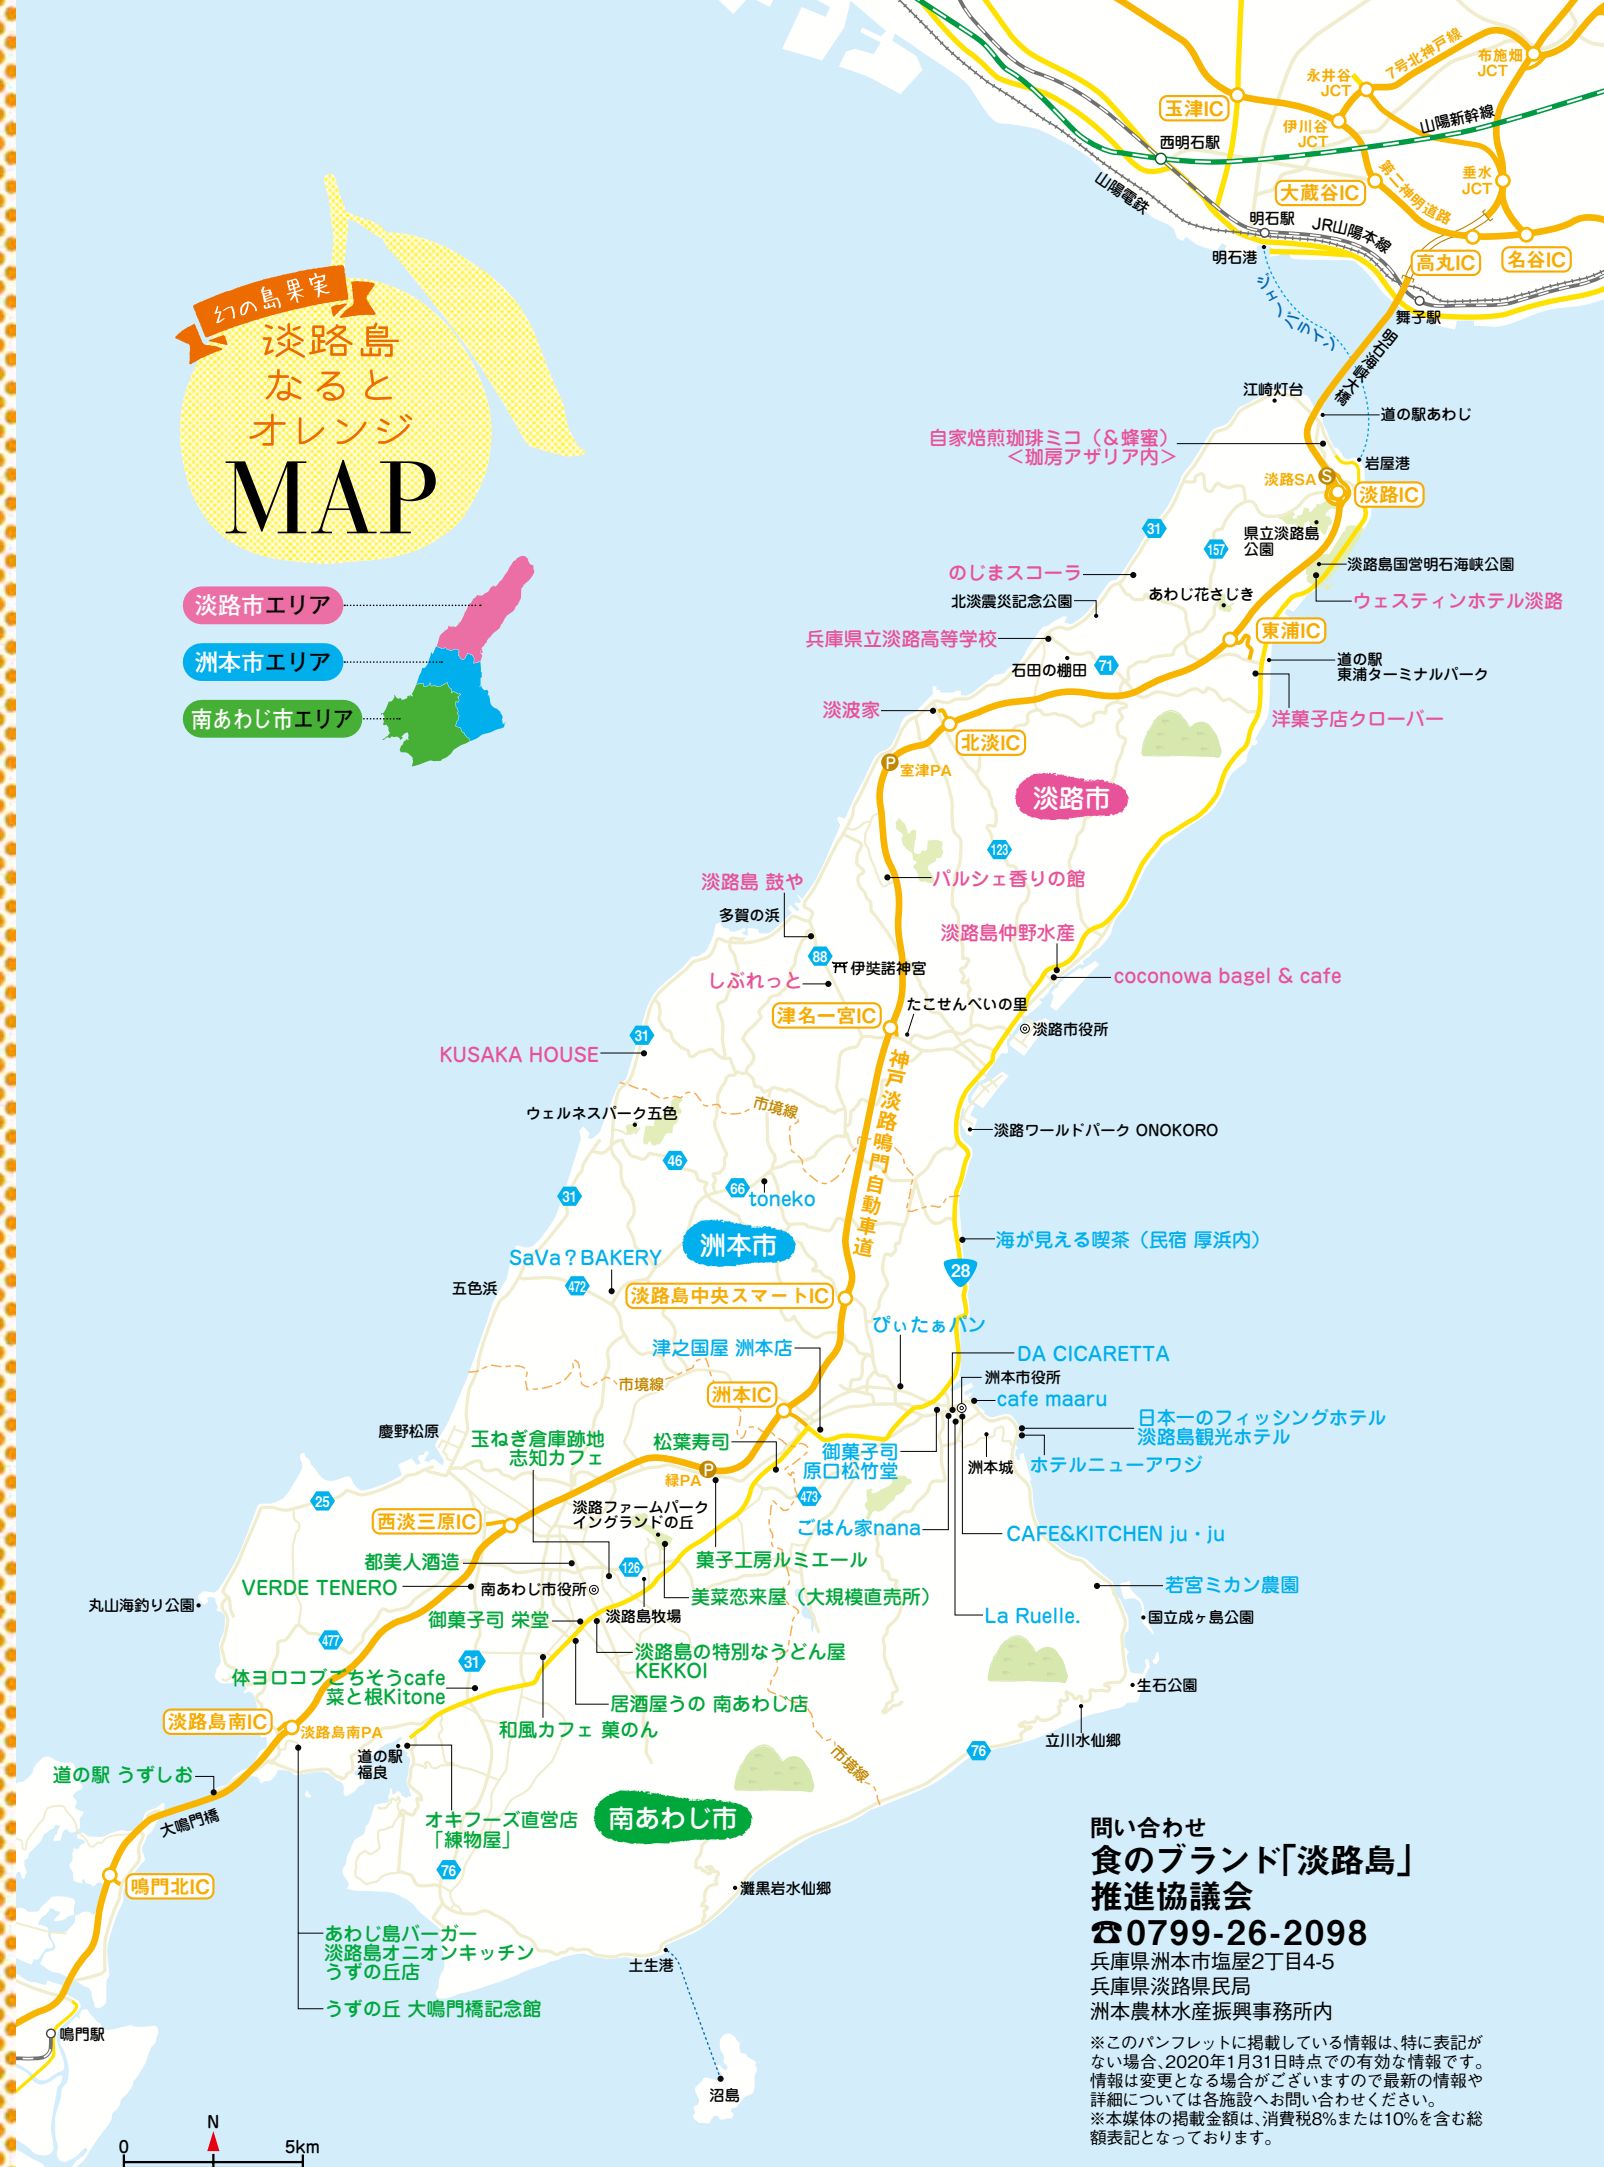 幻の島果実
淡路島
なると
オレンジ
MAP
淡路市エリア
洲本市エリア
南あわじ市エリア
7号北神戸線
布施畑
JCT
永井谷
JCT
玉津IC
伊川谷
JCT
山陽新幹線
西明石駅
垂水
JCT
第二神明道路
大蔵谷IC
山陽電鉄
明石駅
JR山陽本線
明石港
高丸IC
名谷IC
ジェノバライン
舞子駅
明石海峡大橋
江崎灯台
道の駅あわじ
自家焙煎珈琲ミコ（＆蜂蜜）
＜珈房アザリア内＞
岩屋港
淡路SA
S
淡路IC
31
157
県立淡路島
公園
淡路島国営明石海峡公園
のじまスコーラ
北淡震災記念公園
あわじ花さじき
ウェスティンホテル淡路
兵庫県立淡路高等学校
東浦IC
石田の棚田
71
道の駅
東浦ターミナルパーク
淡波家
洋菓子店クローバー
北淡IC
P
室津PA
淡路市
123
淡路島 鼓や
パルシェ香りの館
多賀の浜
淡路島仲野水産
88
伊弉諾神宮
しぶれっと
coconowa bagel & cafe
津名一宮IC
たこせんべいの里
淡路市役所
31
KUSAKA HOUSE
神戸淡路鳴門自動車道
市境線
ウェルネスパーク五色
淡路ワールドパーク ONOKORO
46
66
toneko
31
洲本市
海が見える喫茶（民宿 厚浜内）
SaVa？BAKERY
28
五色浜
472
淡路島中央スマートIC
ぴぃたぁパン
津之国屋 洲本店
DA CICARETTA
市境線
洲本IC
洲本市役所
cafe maaru
日本一のフィッシングホテル
淡路島観光ホテル
慶野松原
玉ねぎ倉庫跡地
志知カフェ
松葉寿司
御菓子司
原口松竹堂
洲本城
ホテルニューアワジ
緑PA
P
25
473
淡路ファームパーク
イングランドの丘
西淡三原IC
ごはん家nana
CAFE&KITCHEN ju・ju
都美人酒造
菓子工房ルミエール
126
VERDE TENERO
南あわじ市役所
美菜恋来屋（大規模直売所）
若宮ミカン農園
丸山海釣り公園
御菓子司 栄堂
淡路島牧場
La Ruelle.
国立成ヶ島公園
477
31
淡路島の特別なうどん屋
KEKKOI
体ヨロコブごちそうcafe
菜と根Kitone
生石公園
居酒屋うの 南あわじ店
淡路島南IC
淡路島南PA
和風カフェ 菓のん
立川水仙郷
76
市境線
道の駅
福良
道の駅 うずしお
大鳴門橋
オキフーズ直営店
「練物屋」
南あわじ市
76
鳴門北IC
灘黒岩水仙郷
あわじ島バーガー
淡路島オニオンキッチン
うずの丘店
土生港
うずの丘 大鳴門橋記念館
鳴門駅
沼島
N
0
5km
問い合わせ
食のブランド「淡路島」
推進協議会
☎0799-26-2098
兵庫県洲本市塩屋2丁目4-5
兵庫県淡路県民局
洲本農林水産振興事務所内
※このパンフレットに掲載している情報は、特に表記が
ない場合、2020年1月31日時点での有効な情報です。
情報は変更となる場合がございますので最新の情報や
詳細については各施設へお問い合わせください。
※本媒体の掲載金額は、消費税8%または10%を含む総
額表記となっております。